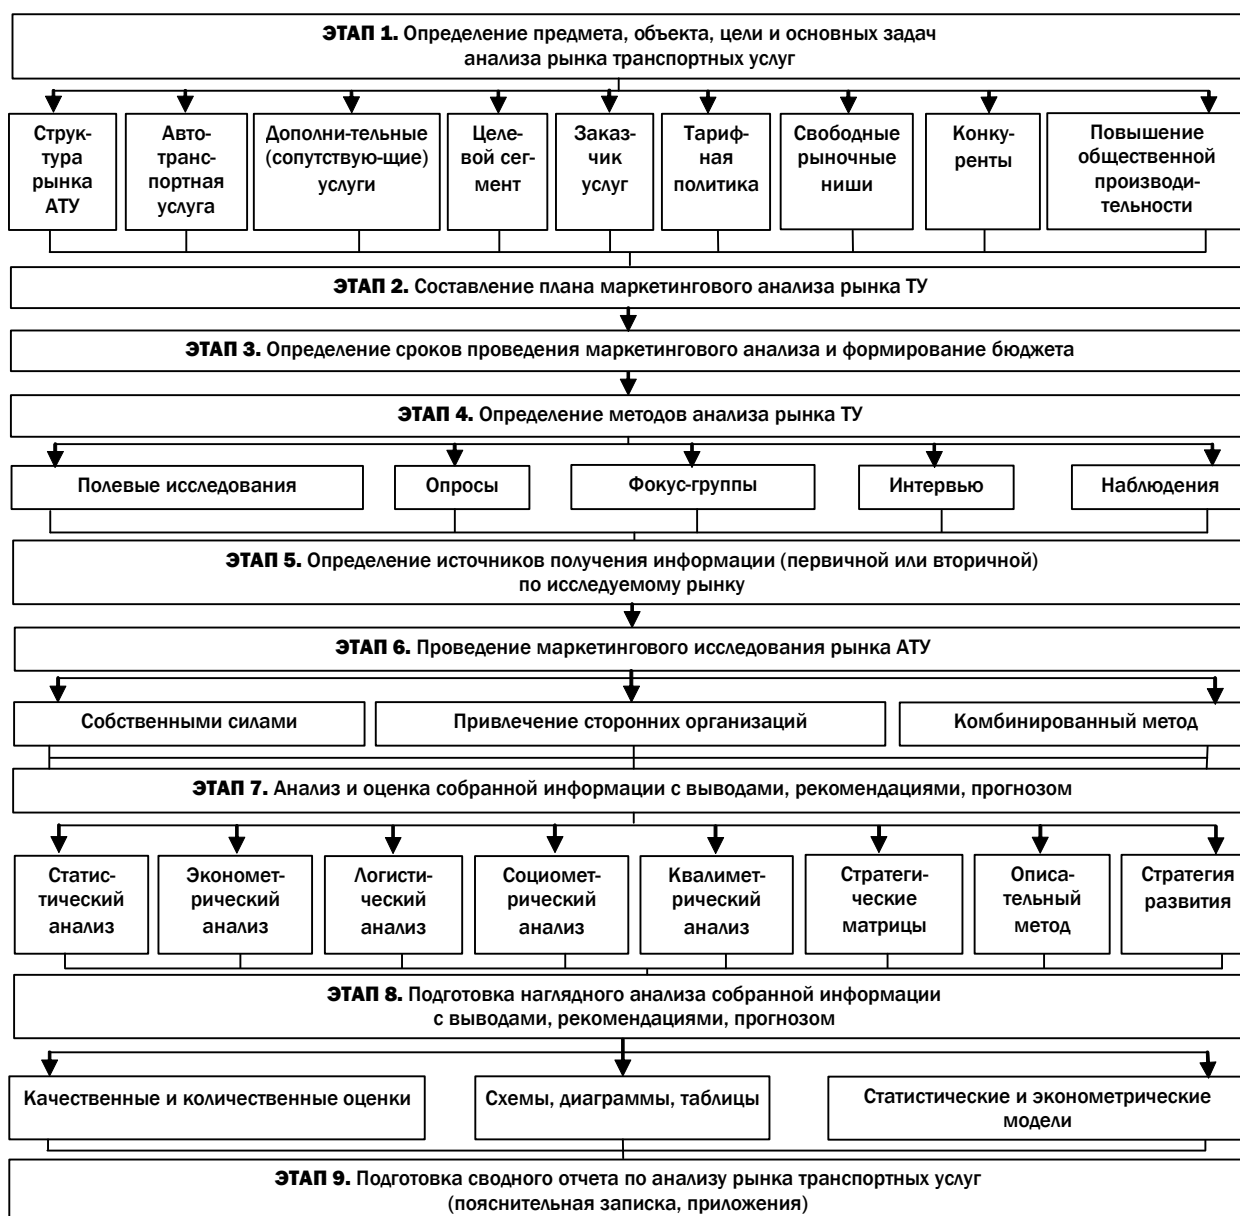 ЭТАП 1. Определение предмета, объекта, цели и основных задач
анализа рынка транспортных услуг
Струк-
тура
рынка
АТУ
Авто-
транс-
портная
услуга
Дополни-тельные
(сопутствую-щие)
услуги
Целе-
вой сег-
мент
Заказ-
чик
услуг
Тариф-
ная
политика
Свободные
рыночные
ниши
Конку-
ренты
Повышение
общественной
производи-
тельности
ЭТАП 2. Составление плана маркетингового анализа рынка ТУ
ЭТАП 3. Определение сроков проведения маркетингового анализа и формирование бюджета
ЭТАП 4. Определение методов анализа рынка ТУ
Полевые исследования
Опросы
Фокус-группы
Интервью
Наблюдения
ЭТАП 5. Определение источников получения информации (первичной или вторичной)
по исследуемому рынку
ЭТАП 6. Проведение маркетингового исследования рынка АТУ
Собственными силами
Привлечение сторонних организаций
Комбинированный метод
ЭТАП 7. Анализ и оценка собранной информации с выводами, рекомендациями, прогнозом
Статис-
тический
анализ
Экономет-
рический
анализ
Логисти-
ческий
анализ
Социомет-
рический
анализ
Квалимет-
рический
анализ
Стратеги-
ческие
матрицы
Описа-
тельный
метод
Стратегия
развития
ЭТАП 8. Подготовка наглядного анализа собранной информации
с выводами, рекомендациями, прогнозом
Качественные и количественные оценки
Схемы, диаграммы, таблицы
Статистические и эконометрические
модели
ЭТАП 9. Подготовка сводного отчета по анализу рынка транспортных услуг
(пояснительная записка, приложения)